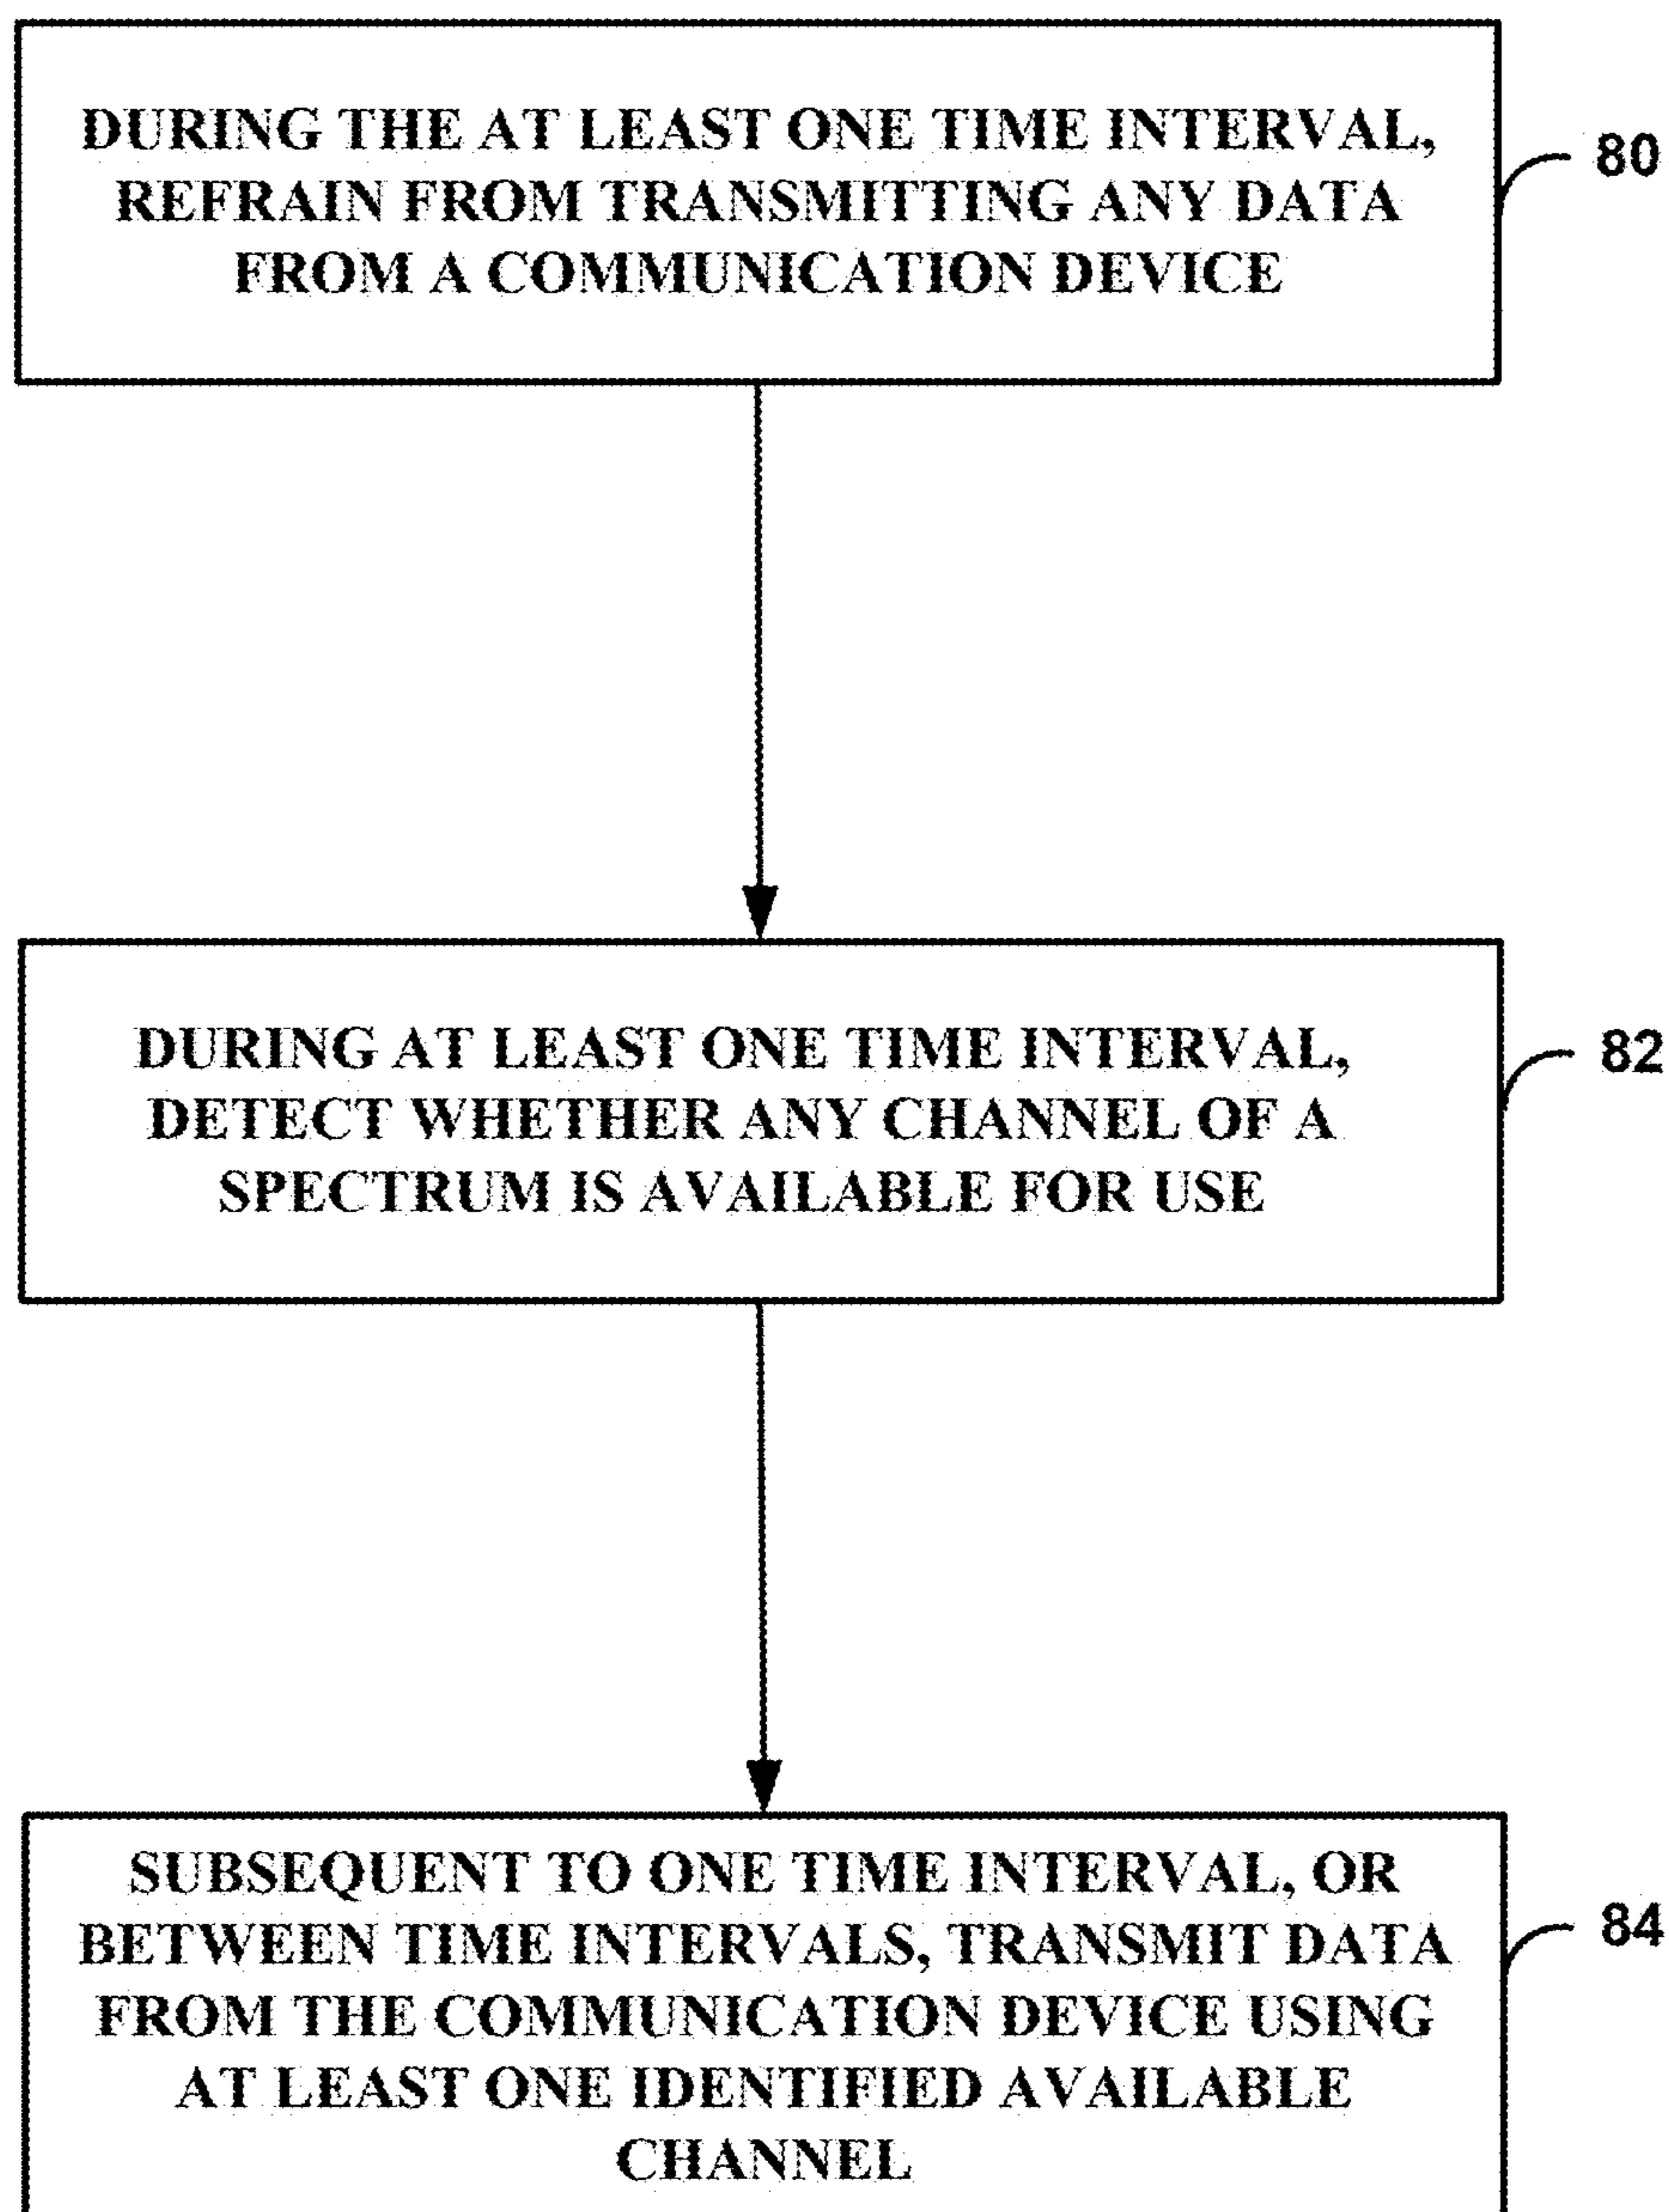 DURING THE AT LEAST ONE TIME INTERVAL,
REFRAIN FROM TRANSMITTING ANY DATA
FROM A COMMUNICATION DEVICE
80
DURING AT LEAST ONE TIME INTERVAL,
DETECT WHETHER ANY CHANNEL OF A
SPECTRUM IS AVAILABLE FOR USE
82
SUBSEQUENT TO ONE TIME INTERVAL, OR
BETWEEN TIME INTERVALS, TRANSMIT DATA
FROM THE COMMUNICATION DEVICE USING
AT LEAST ONE IDENTIFIED AVAILABLE
CHANNEL
84